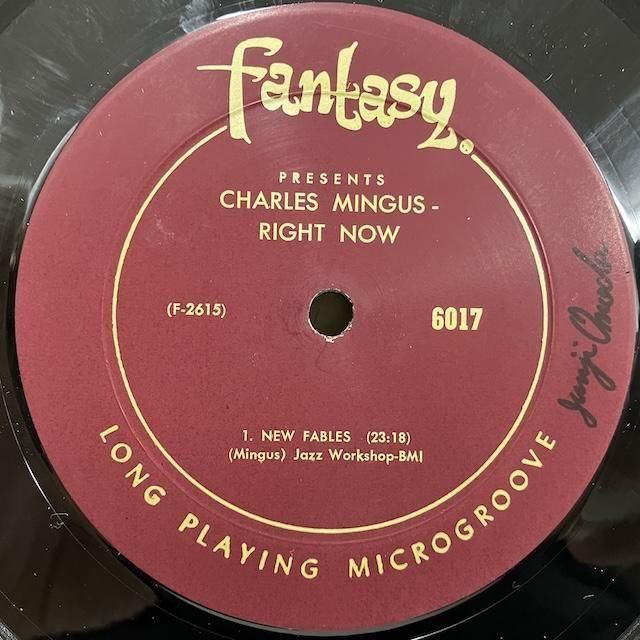 fantasy
PRESENTS
CHARLES MINGUS -
RIGHT NOW
(F-2615)
6017
1. NEW FABLES (23:18)
(Mingus) Jazz Workshop-BMI
LONG PLAYING MICROGROOVE
Junji